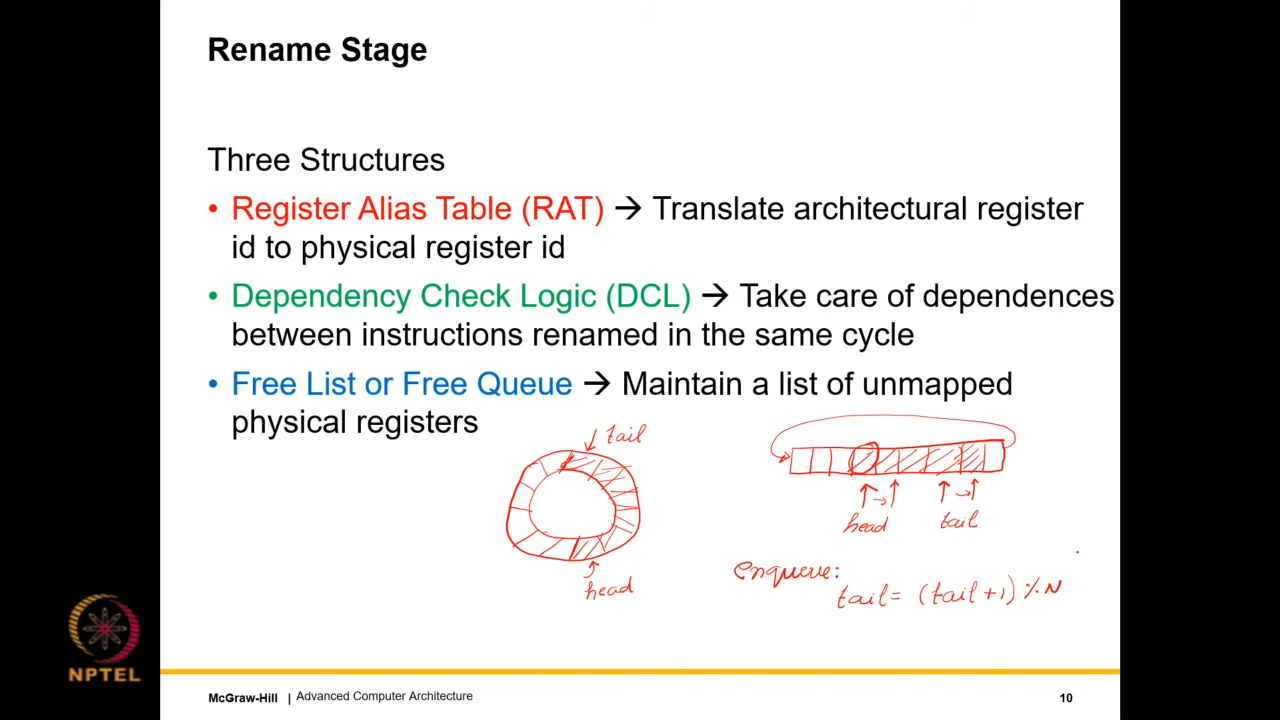 Rename Stage
Three Structures
• Register Alias Table (RAT) → Translate architectural register
id to physical register id
• Dependency Check Logic (DCL) → Take care of dependences
between instructions renamed in the same cycle
• Free List or Free Queue → Maintain a list of unmapped
physical registers
tail
head
head tail
enqueue:
tail = (tail+1) % N
NPTEL
McGraw-Hill | Advanced Computer Architecture 10